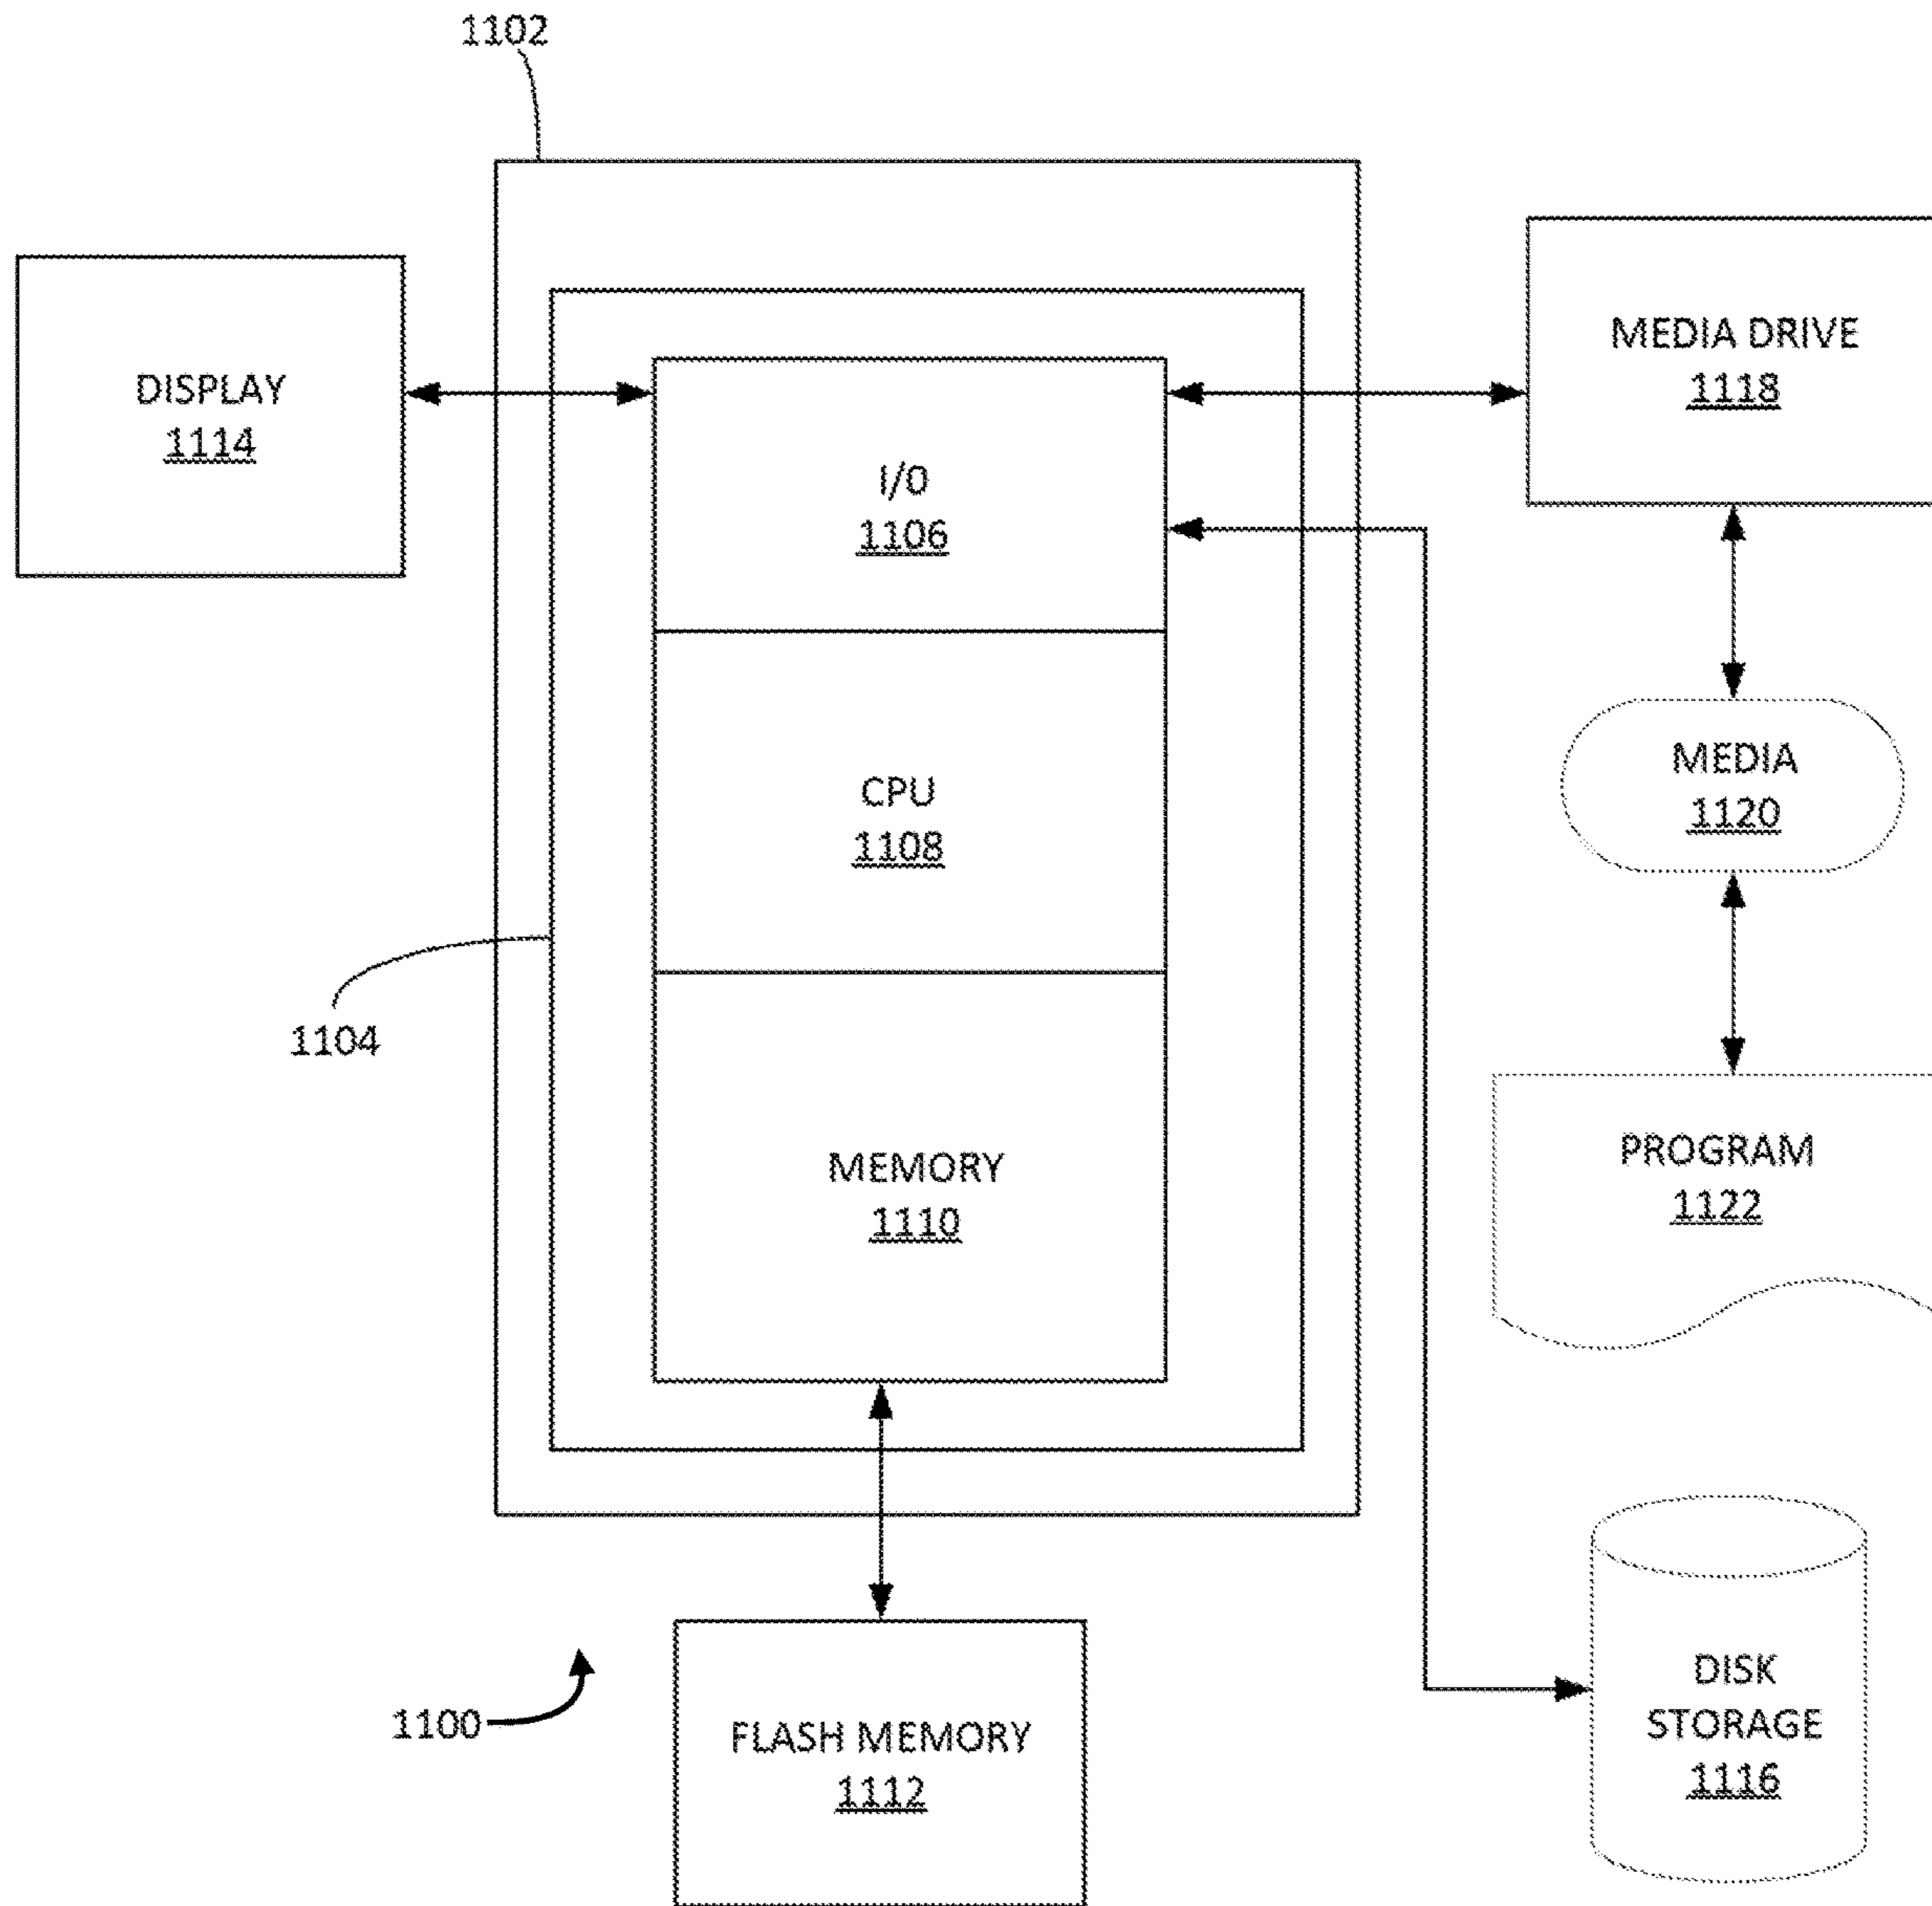 1102
DISPLAY
1114
MEDIA DRIVE
1118
I/0
1106
MEDIA
1120
CPU
1108
1104
MEMORY
1110
PROGRAM
1122
1100
FLASH MEMORY
1112
DISK
STORAGE
1116